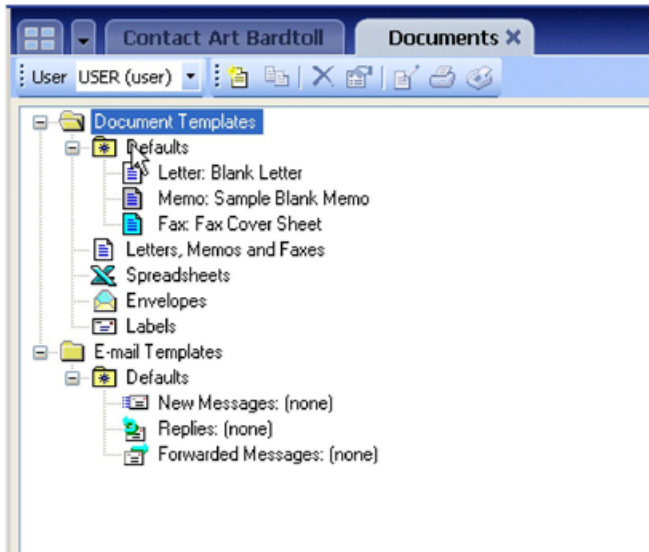 Contact Art Bardtoll
Documents
User USER (user)
Document Templates
Defaults
Letter: Blank Letter
Memo: Sample Blank Memo
Fax: Fax Cover Sheet
Letters, Memos and Faxes
Spreadsheets
Envelopes
Labels
E-mail Templates
Defaults
New Messages: (none)
Replies: (none)
Forwarded Messages: (none)